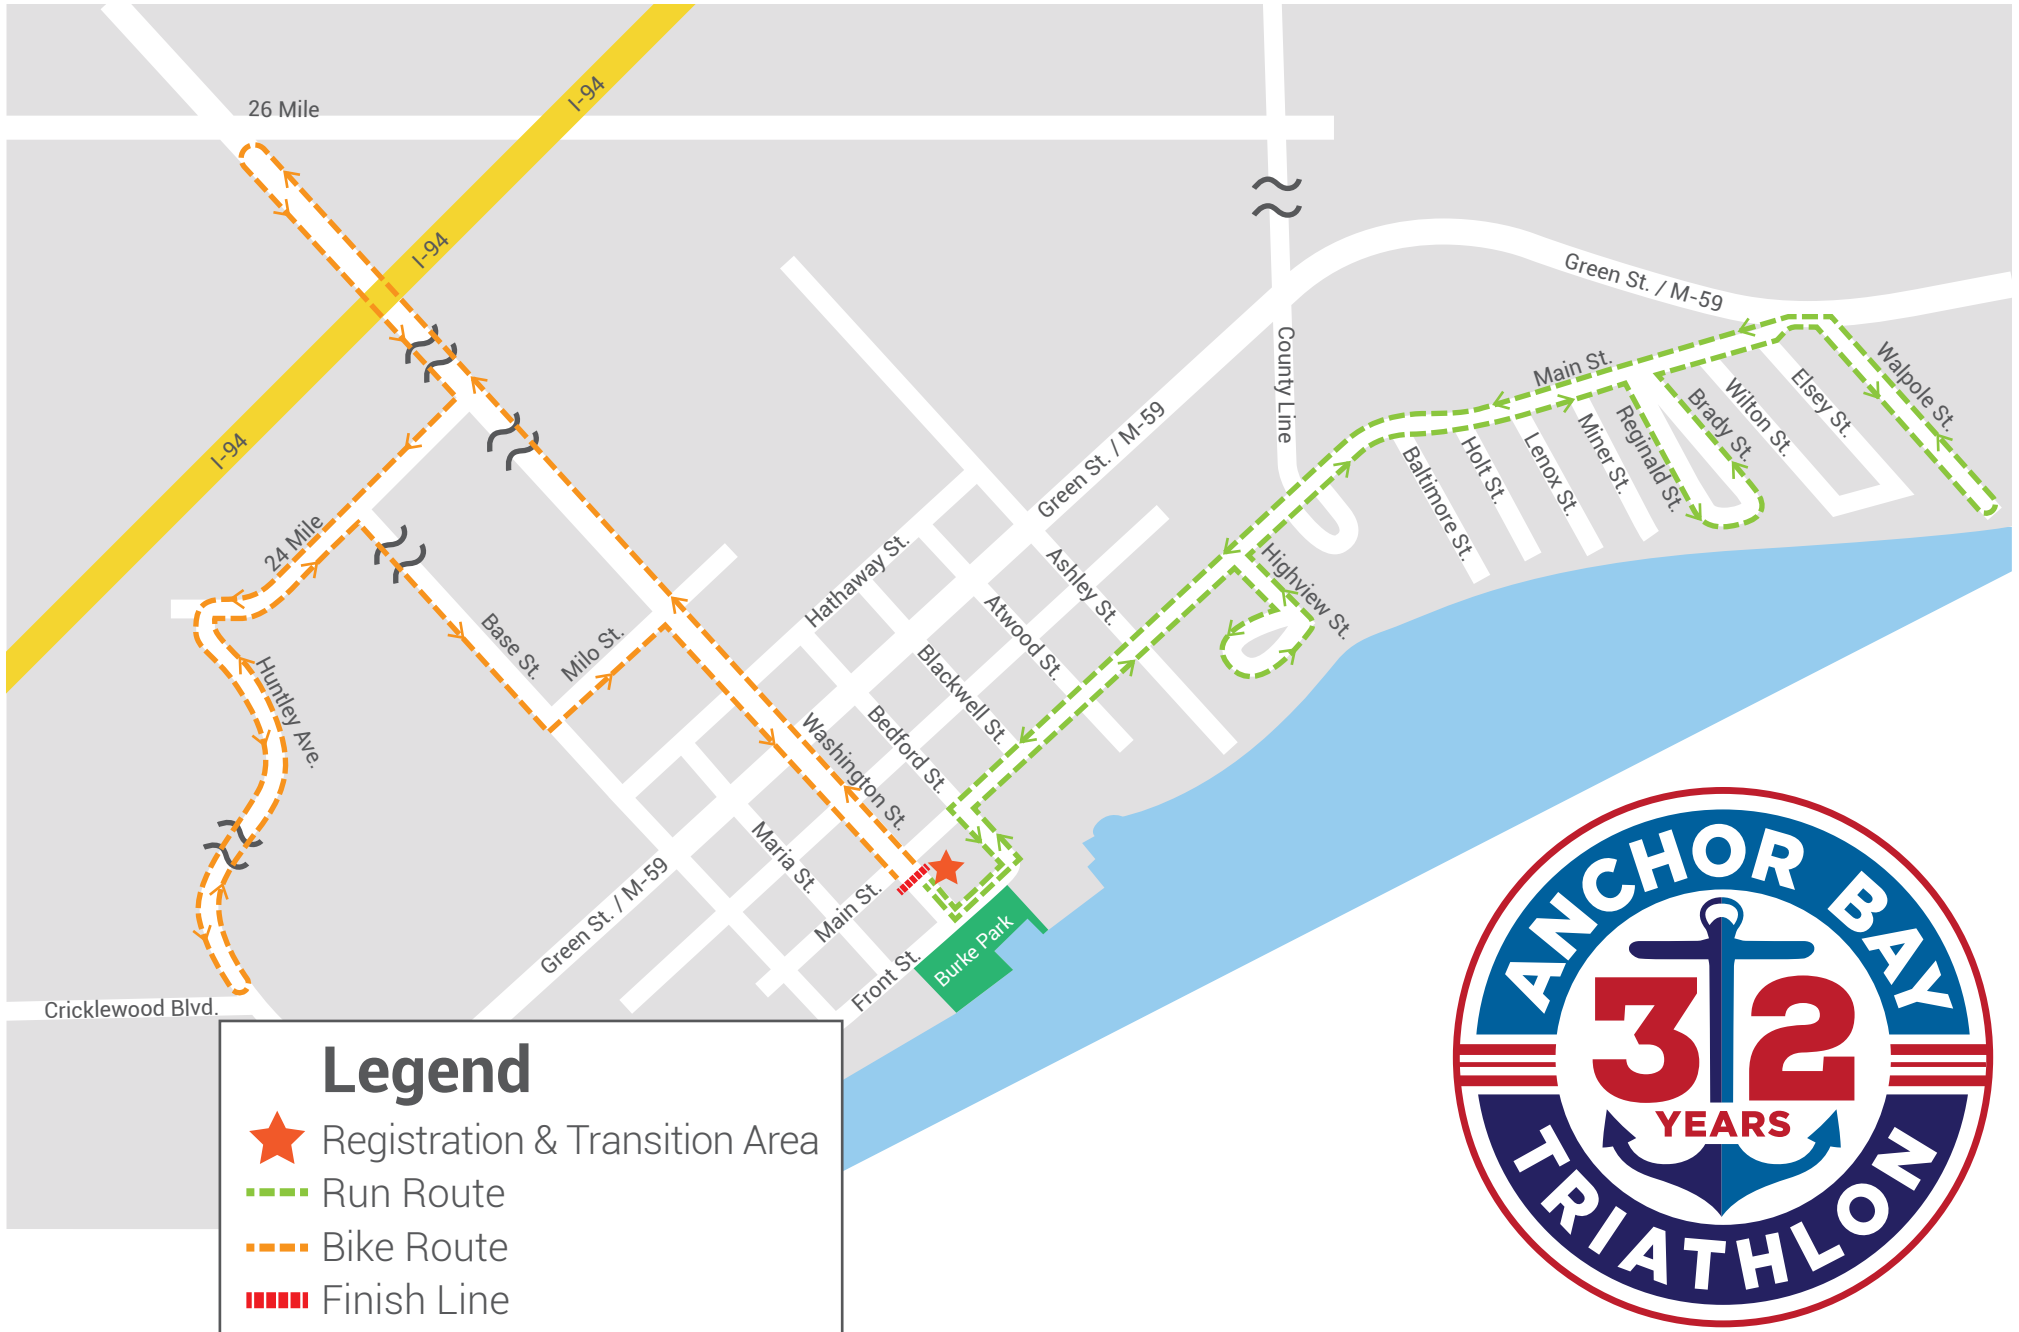 26 Mile
I-94
I-94
I-94
Green St. / M-59
County Line
Main St.
Walpole St.
Elsey St.
Wilton St.
Brady St.
Reginald St.
Miner St.
Lenox St.
Holt St.
Baltimore St.
Green St. / M-59
Highview St.
Hathaway St.
Ashley St.
Atwood St.
Blackwell St.
Bedford St.
Washington St.
24 Mile
Base St.
Milo St.
Huntley Ave.
Maria St.
Main St.
Green St. / M-59
Front St.
Burke Park
Cricklewood Blvd.
Legend
Registration & Transition Area
Run Route
Bike Route
Finish Line
ANCHOR BAY
32
YEARS
TRIATHLON